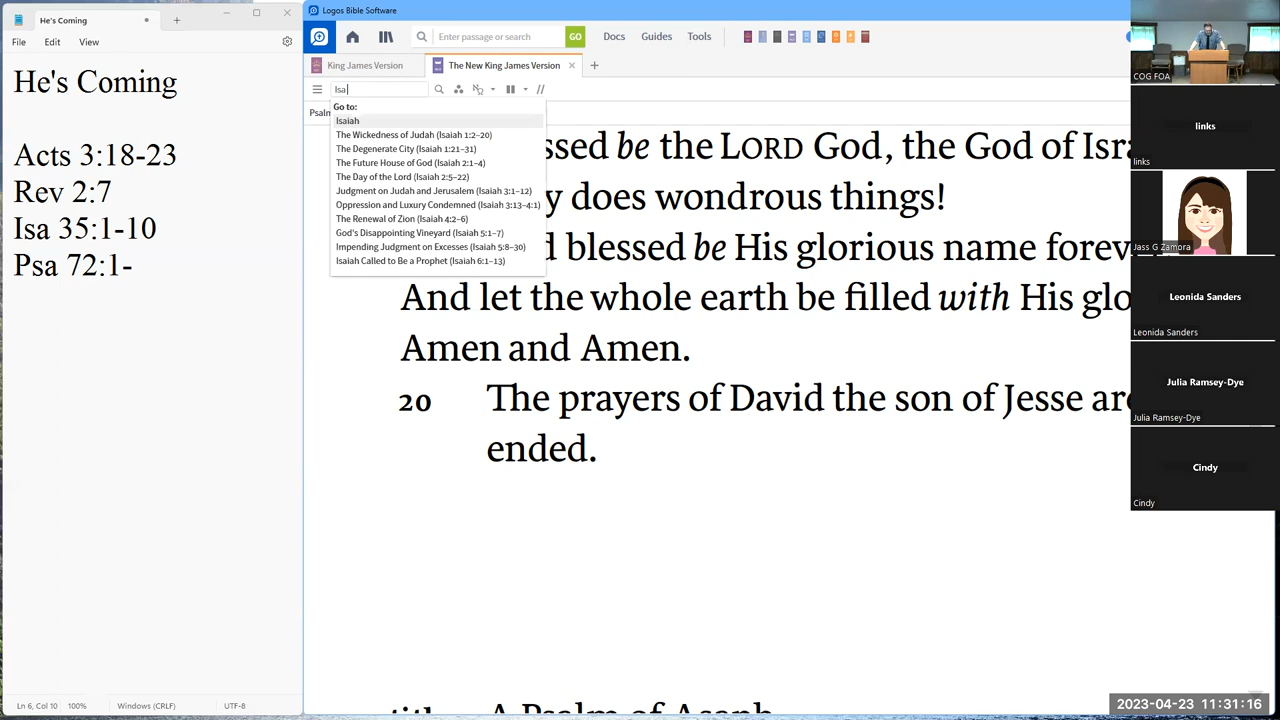 He's Coming
File Edit View
He's Coming
Acts 3:18-23
Rev 2:7
Isa 35:1-10
Psa 72:1-
Ln 6, Col 10 100% Windows (CRLF) UTF-8
Logos Bible Software
Enter passage or search GO Docs Guides Tools
King James Version The New King James Version
Isa
Psalm
Go to:
Isaiah
The Wickedness of Judah (Isaiah 1:2–20)
The Degenerate City (Isaiah 1:21–31)
The Future House of God (Isaiah 2:1–4)
The Day of the Lord (Isaiah 2:5–22)
Judgment on Judah and Jerusalem (Isaiah 3:1–12)
Oppression and Luxury Condemned (Isaiah 3:13–4:1)
The Renewal of Zion (Isaiah 4:2–6)
God's Disappointing Vineyard (Isaiah 5:1–7)
Impending Judgment on Excesses (Isaiah 5:8–30)
Isaiah Called to Be a Prophet (Isaiah 6:1–13)
ssed be the LORD God, the God of Isra
y does wondrous things!
d blessed be His glorious name forev
And let the whole earth be filled with His glo
Amen and Amen.
20 The prayers of David the son of Jesse are
ended.
A Psalm of Asaph
COG FOA
links
links
Jass G Zamora
Leonida Sanders
Leonida Sanders
Julia Ramsey-Dye
Julia Ramsey-Dye
Cindy
Cindy
2023-04-23 11:31:16